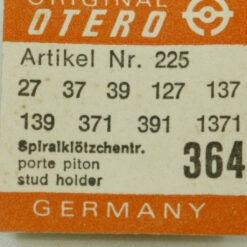 ORIGINAL
OTERO
Artikel Nr. 225
27 37 39 127 137
139 371 391 1371
Spiralklötzchentr.
porte piton
stud holder
364
GERMANY